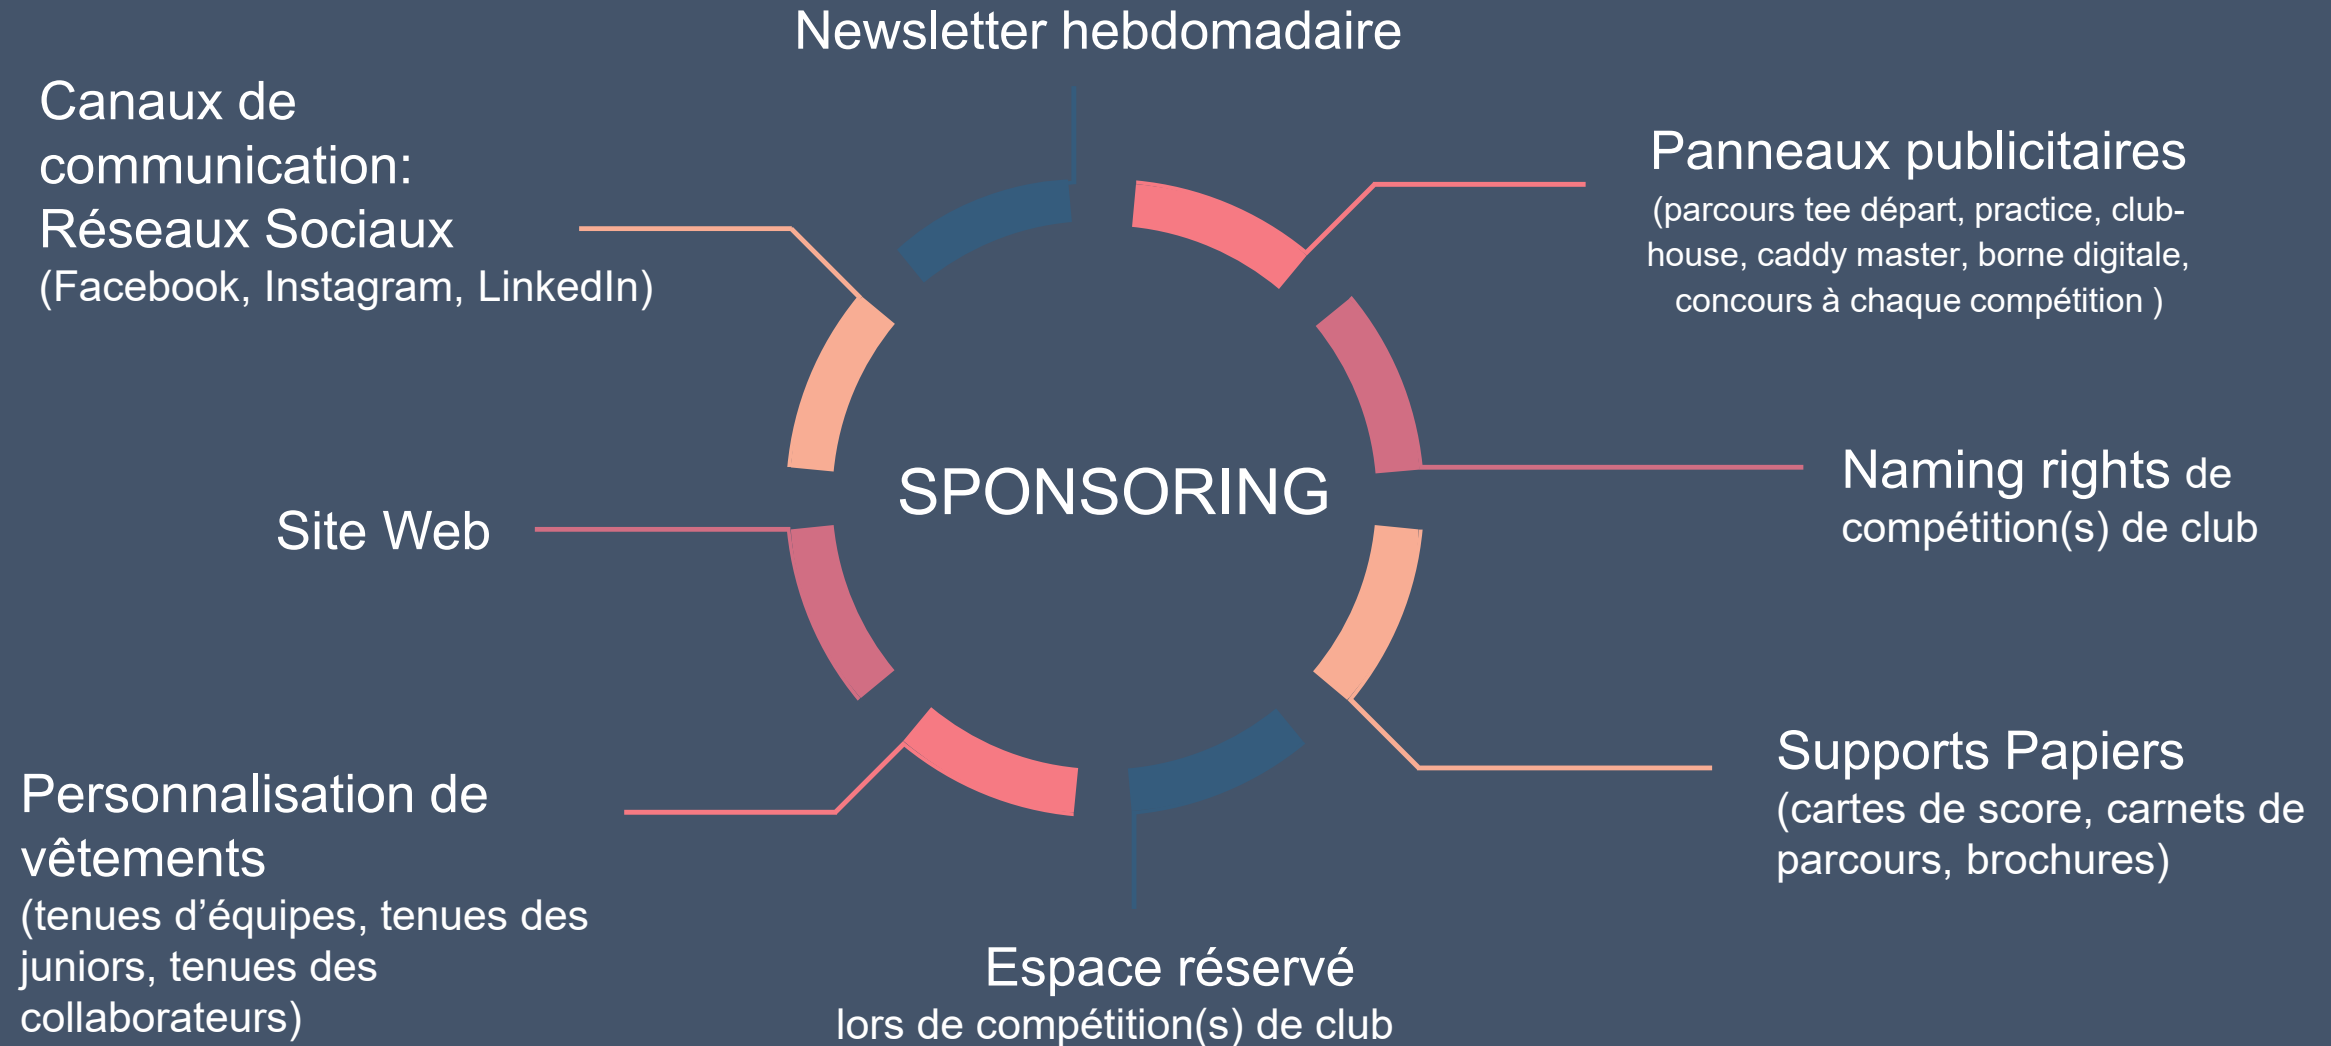 Newsletter hebdomadaire
Canaux de
communication:
Réseaux Sociaux
(Facebook, Instagram, LinkedIn)
Panneaux publicitaires
(parcours tee départ, practice, club-
house, caddy master, borne digitale,
concours à chaque compétition )
SPONSORING
Naming rights de
compétition(s) de club
Site Web
Supports Papiers
(cartes de score, carnets de
parcours, brochures)
Personnalisation de
vêtements
(tenues d’équipes, tenues des
juniors, tenues des
collaborateurs)
Espace réservé
lors de compétition(s) de club